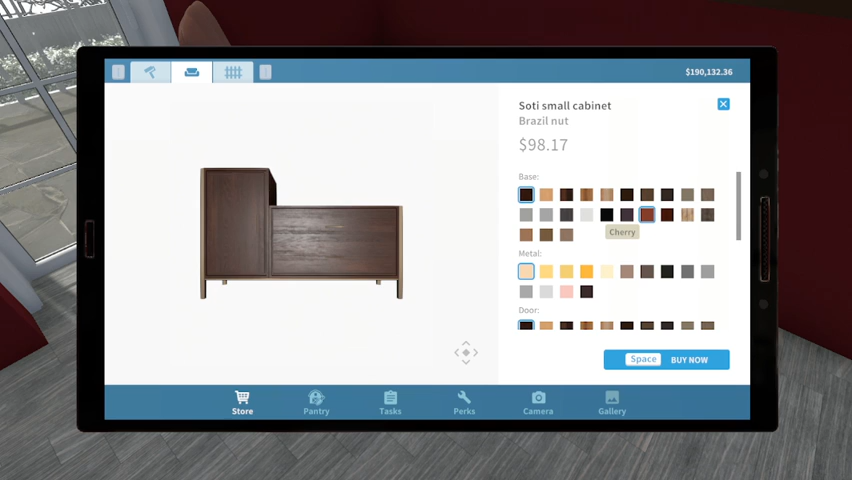 $190,132.36
Soti small cabinet
Brazil nut
$98.17
Base:
Cherry
Metal:
Door:
Space BUY NOW
Store Pantry Tasks Perks Camera Gallery